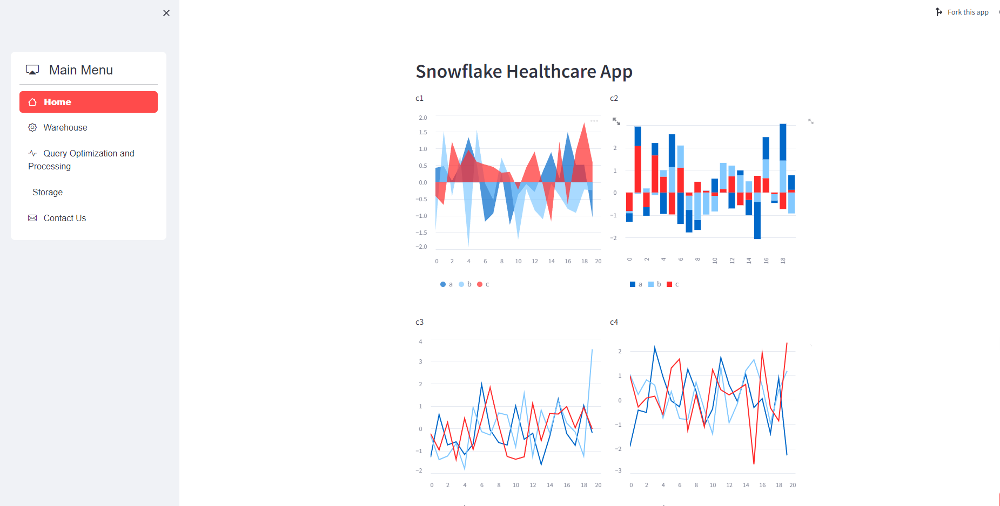 Fork this app
Main Menu
Home
Warehouse
Query Optimization and
Processing
Storage
Contact Us
Snowflake Healthcare App
c1
2.0
1.5
1.0
0.5
0.0
−0.5
−1.0
−1.5
−2.0
0 2 4 6 8 10 12 14 16 18 20
a b c
c2
2
1
0
−1
−2
0 2 4 6 8 10 12 14 16 18
a b c
c3
4
3
2
1
0
−1
−2
0 2 4 6 8 10 12 14 16 18 20
c4
2
1
0
−1
−2
−3
0 2 4 6 8 10 12 14 16 18 20